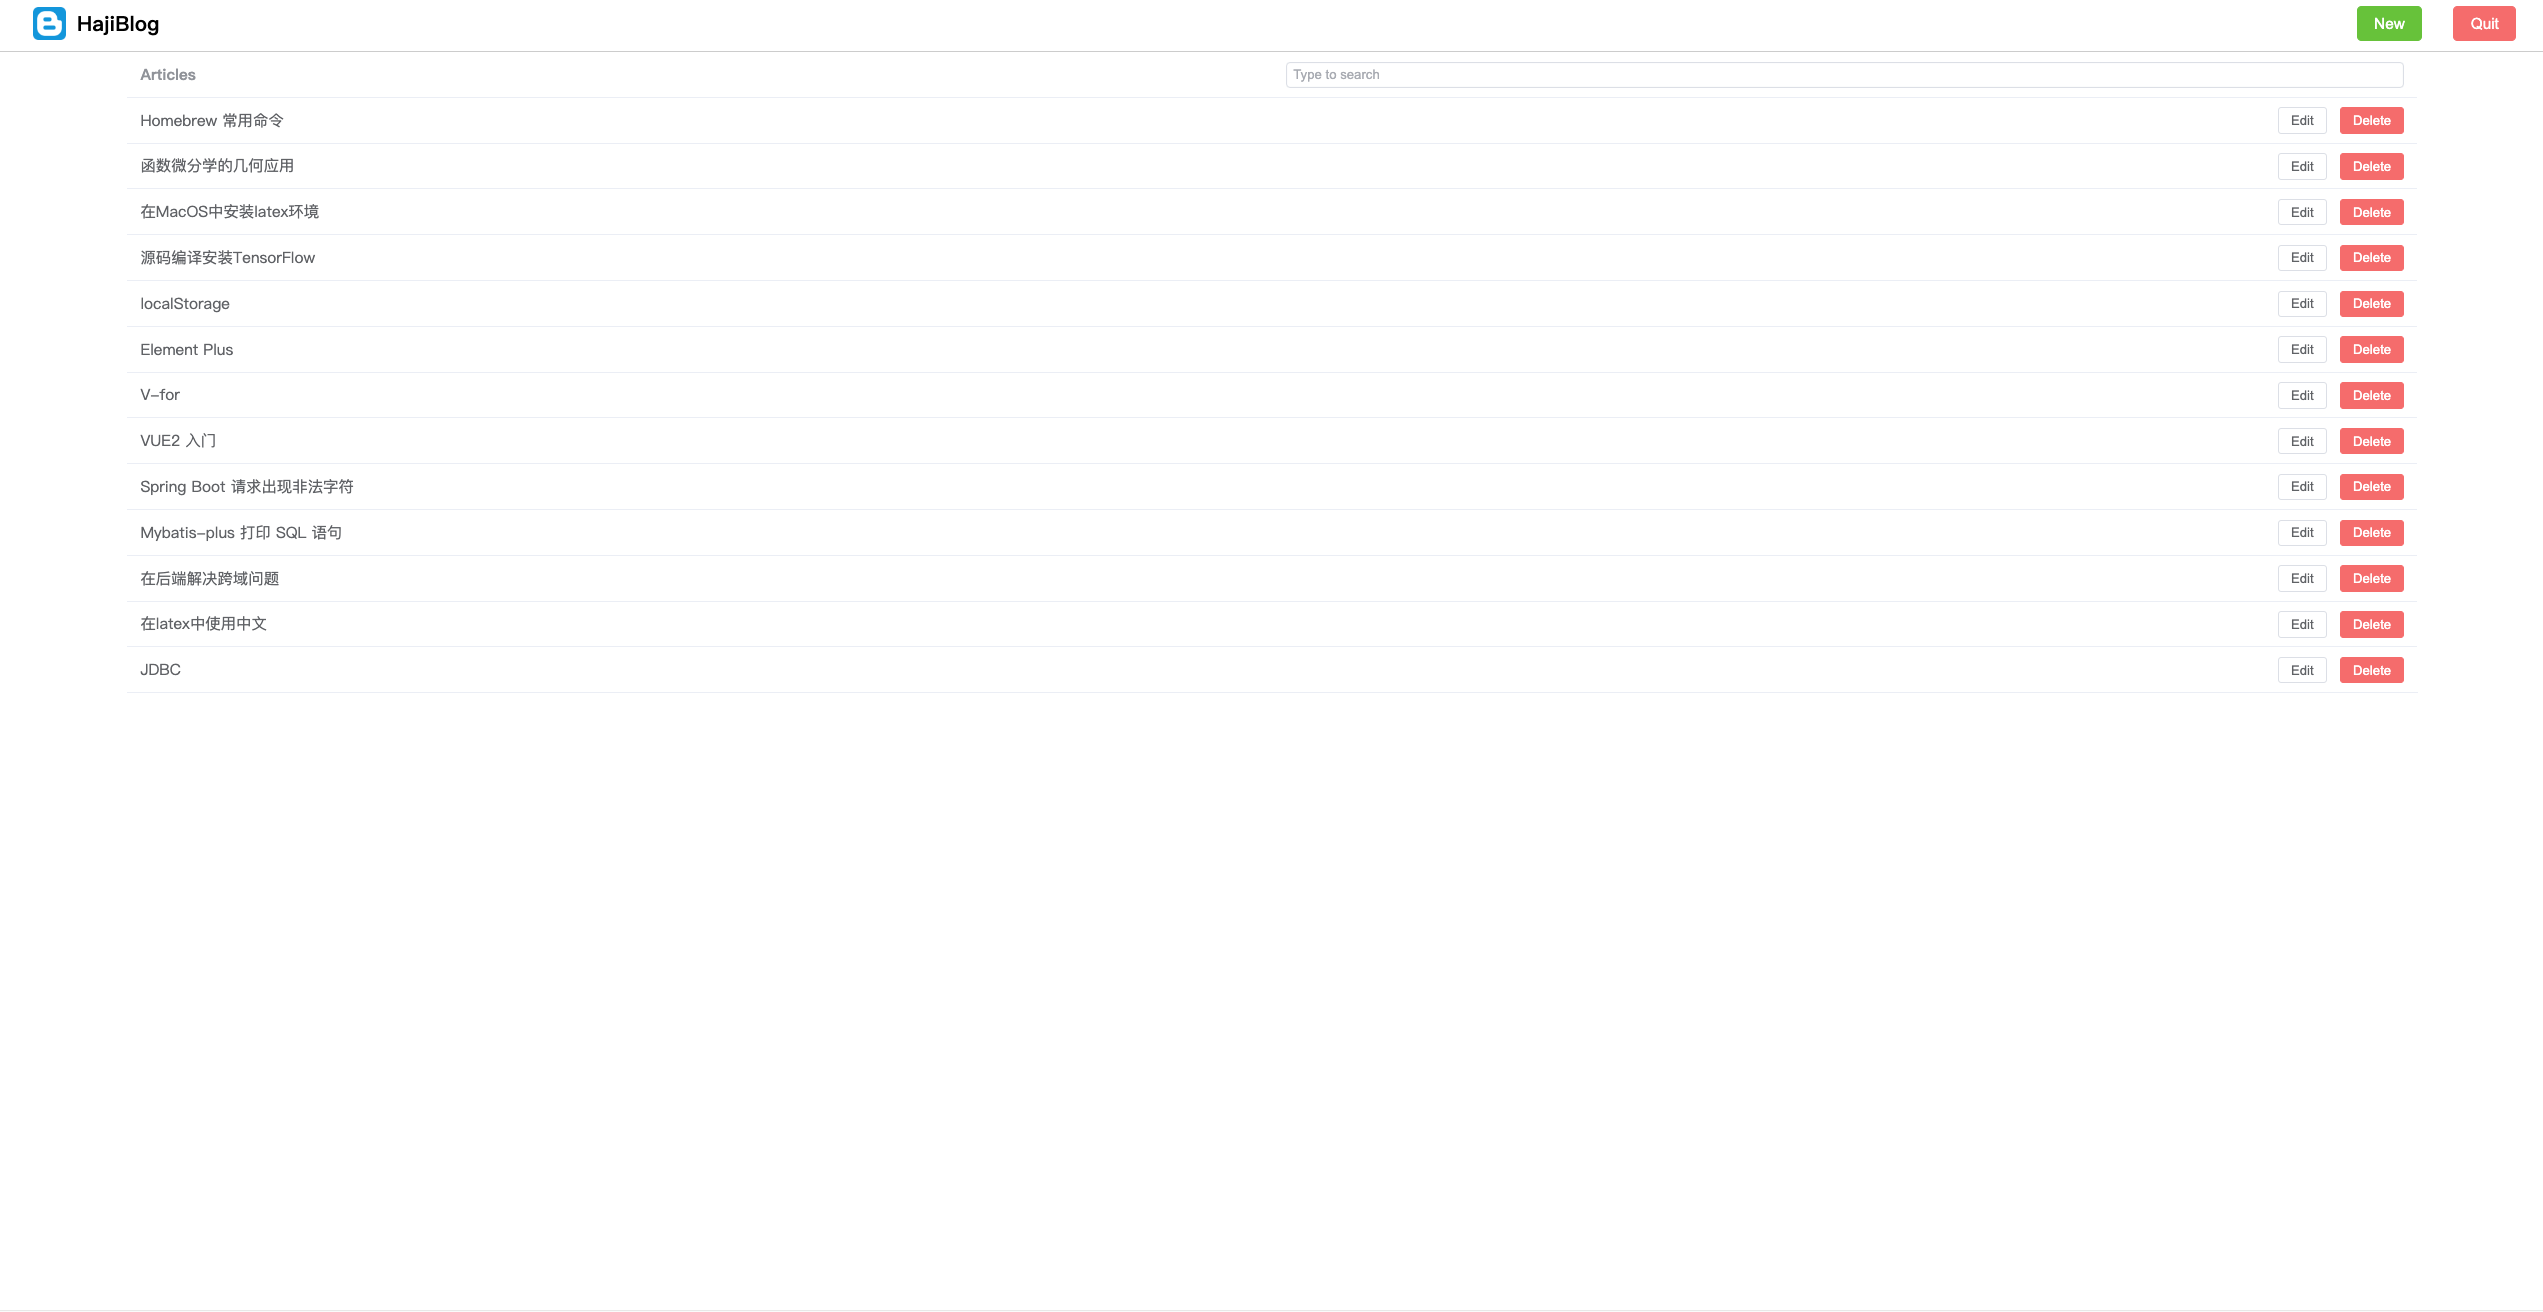 HajiBlog New Quit
Articles Type to search
Homebrew 常用命令 Edit Delete
函数微分学的几何应用 Edit Delete
在MacOS中安装latex环境 Edit Delete
源码编译安装TensorFlow Edit Delete
localStorage Edit Delete
Element Plus Edit Delete
V-for Edit Delete
VUE2 入门 Edit Delete
Spring Boot 请求出现非法字符 Edit Delete
Mybatis-plus 打印 SQL 语句 Edit Delete
在后端解决跨域问题 Edit Delete
在latex中使用中文 Edit Delete
JDBC Edit Delete